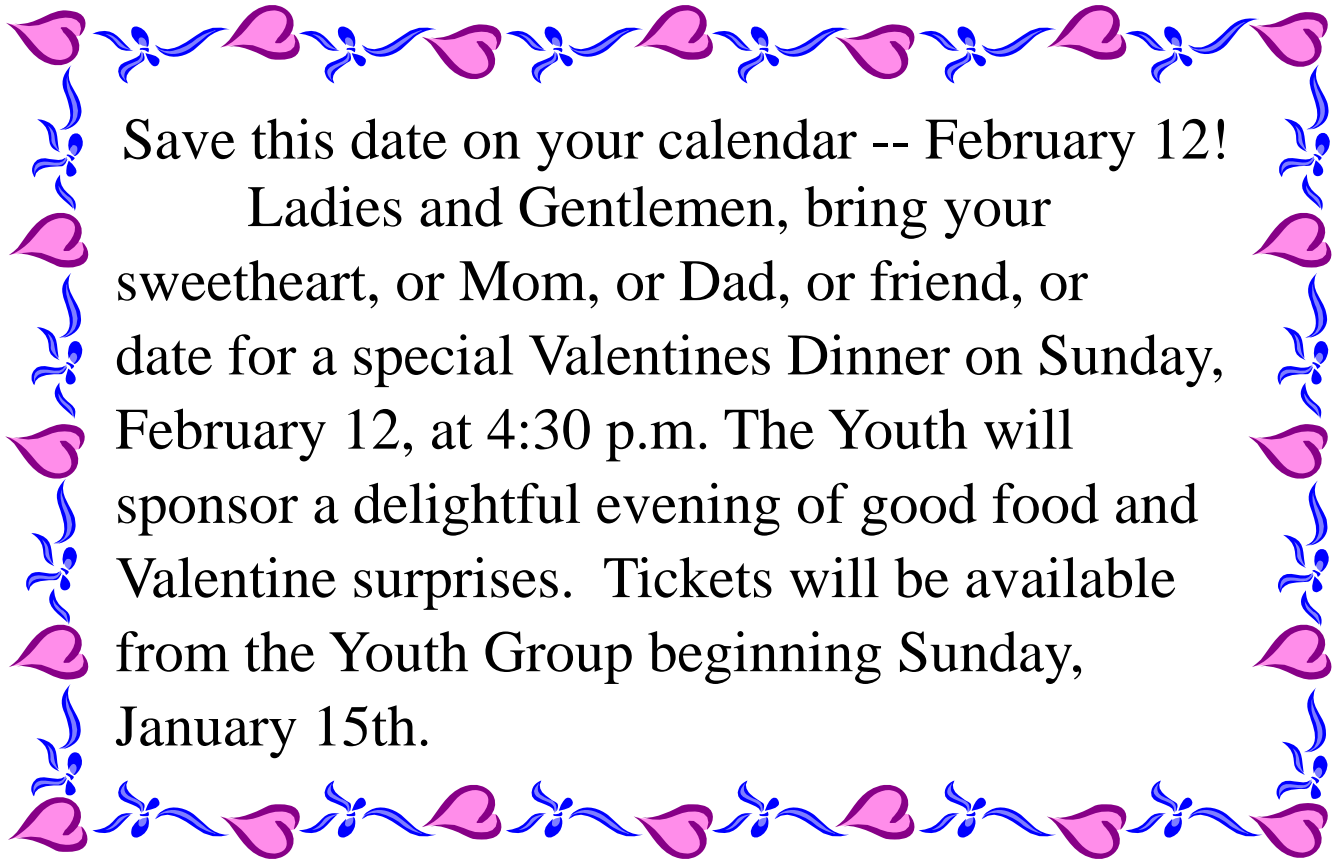 Save this date on your calendar -- February 12!
Ladies and Gentlemen, bring your
sweetheart, or Mom, or Dad, or friend, or
date for a special Valentines Dinner on Sunday,
February 12, at 4:30 p.m. The Youth will
sponsor a delightful evening of good food and
Valentine surprises.  Tickets will be available
from the Youth Group beginning Sunday,
January 15th.